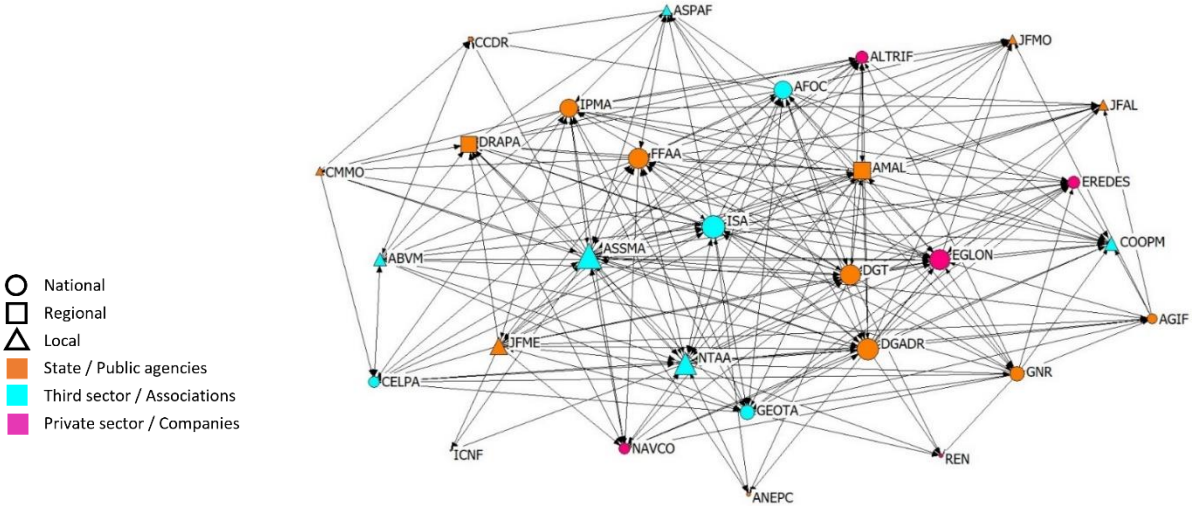 ASPAF
CCDR
JFMO
ALTRIF
AFOC
IPMA
JFAL
DRAPA
FFAA
AMAL
CMMO
EREDES
ISA
COOPM
ASSMA
EGLON
ABVM
DGT
National
Regional
AGIF
Local
JFME
DGADR
NTAA
State / Public agencies
GNR
CELPA
Third sector / Associations
GEOTA
Private sector / Companies
NAVCO
ICNF
REN
ANEPC